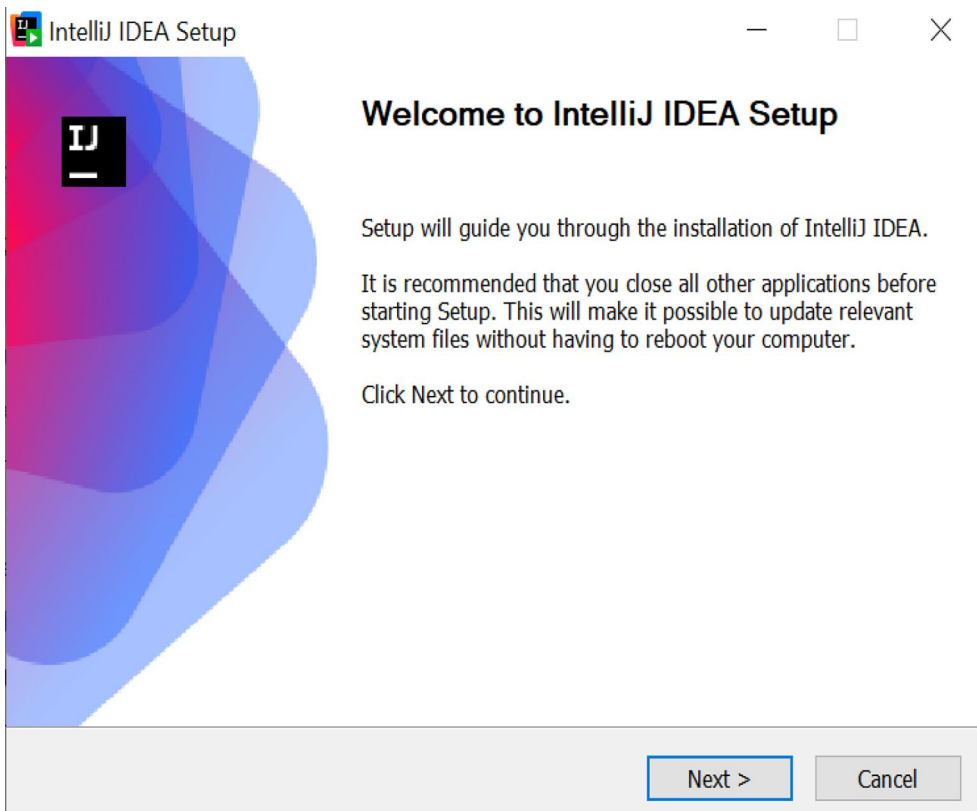 IntelliJ IDEA Setup
IJ
Welcome to IntelliJ IDEA Setup
Setup will guide you through the installation of IntelliJ IDEA.
It is recommended that you close all other applications before
starting Setup. This will make it possible to update relevant
system files without having to reboot your computer.
Click Next to continue.
Next >
Cancel